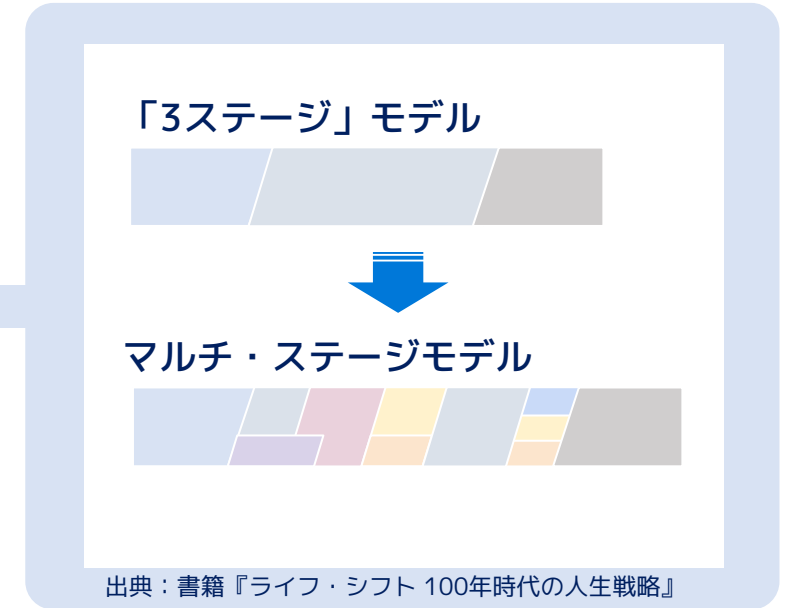 「3ステージ」モデル
マルチ・ステージモデル
出典：書籍『ライフ・シフト 100年時代の人生戦略』